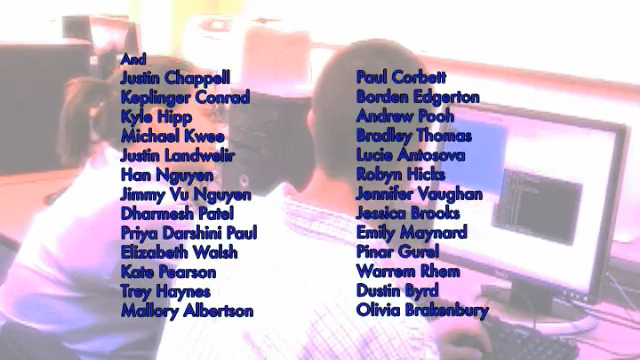 And
Justin Chappell
Keplinger Conrad
Kyle Hipp
Michael Kwee
Justin Landwelir
Han Nguyen
Jimmy Vu Nguyen
Dharmesh Patel
Priya Darshini Paul
Elizabeth Walsh
Kate Pearson
Trey Haynes
Mallory Albertson
Paul Corbett
Borden Edgerton
Andrew Pooh
Bradley Thomas
Lucie Antosova
Robyn Hicks
Jennifer Vaughan
Jessica Brooks
Emily Maynard
Pinar Gurel
Warrem Rhem
Dustin Byrd
Olivia Brakenbury